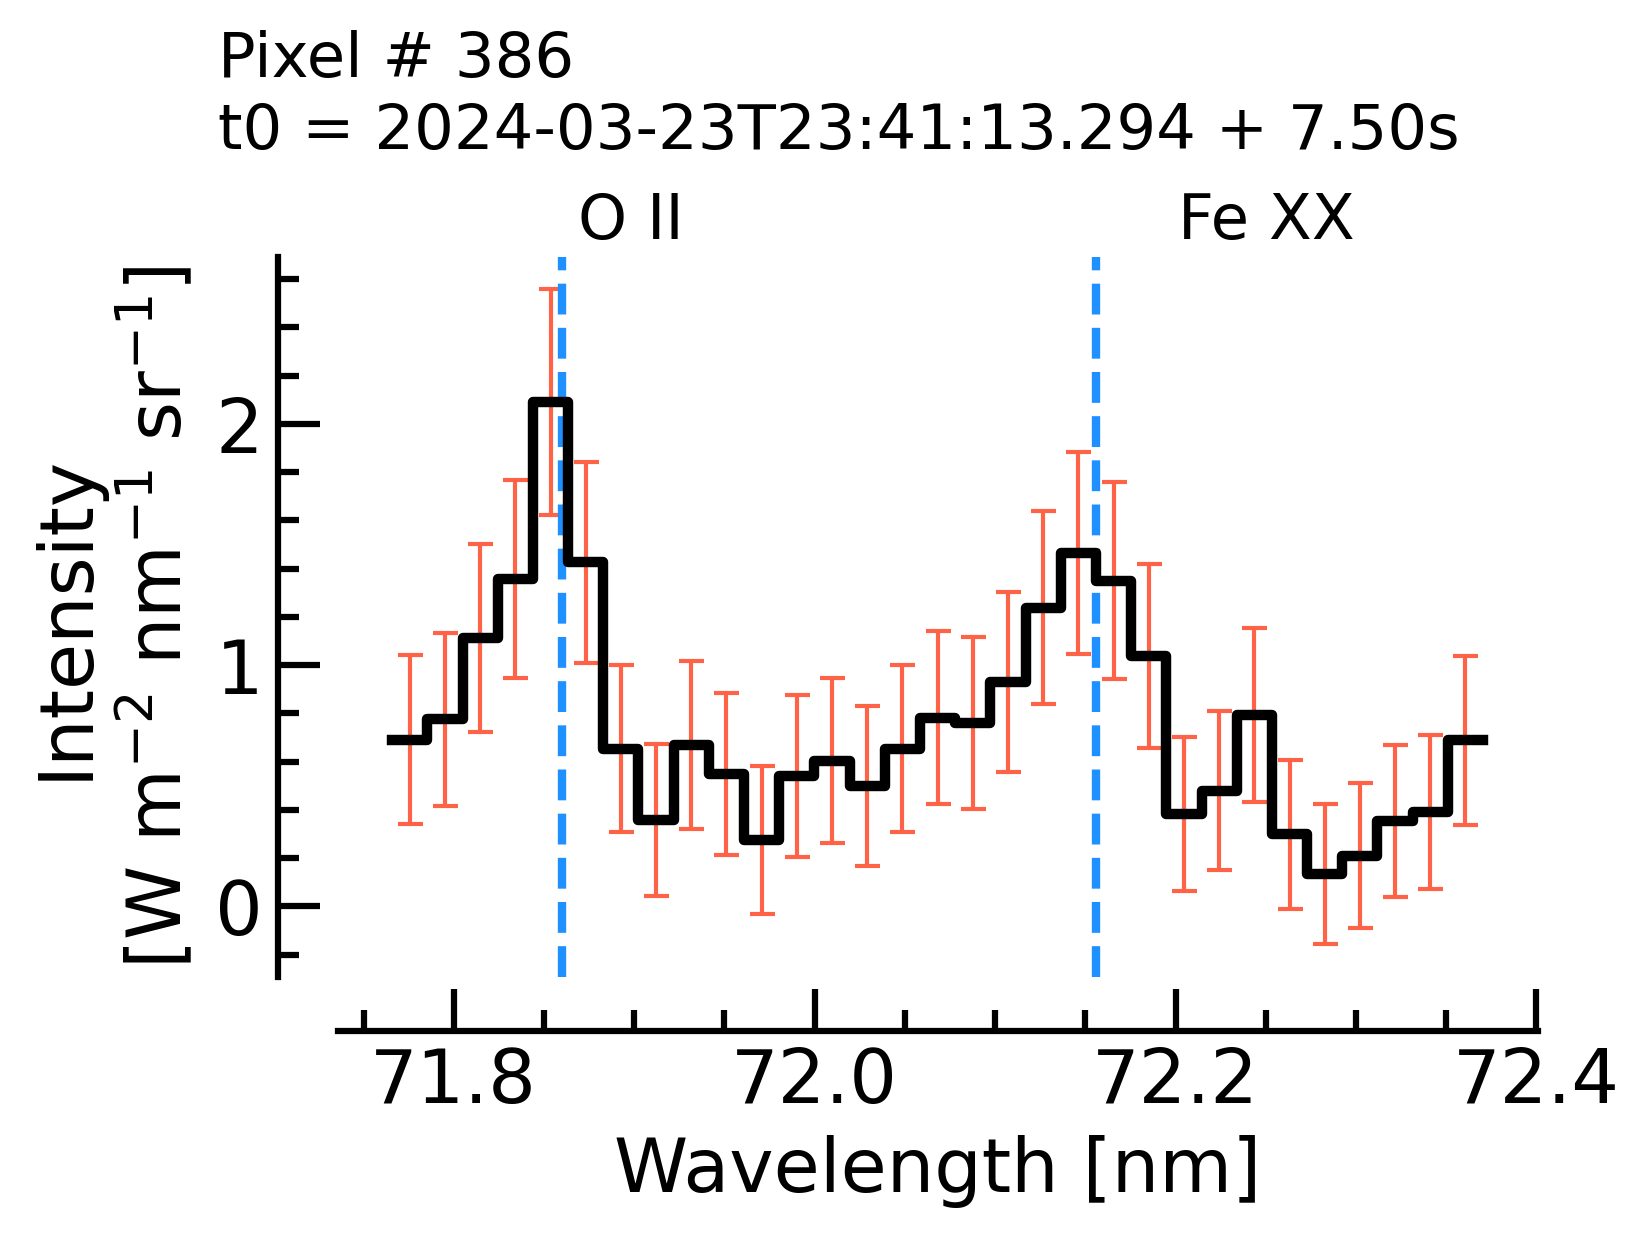 Pixel # 386
t0 = 2024-03-23T23:41:13.294 + 7.50s
O II
Fe XX
Intensity
[W m⁻² nm⁻¹ sr⁻¹]
2
1
0
71.8
72.0
72.2
72.4
Wavelength [nm]